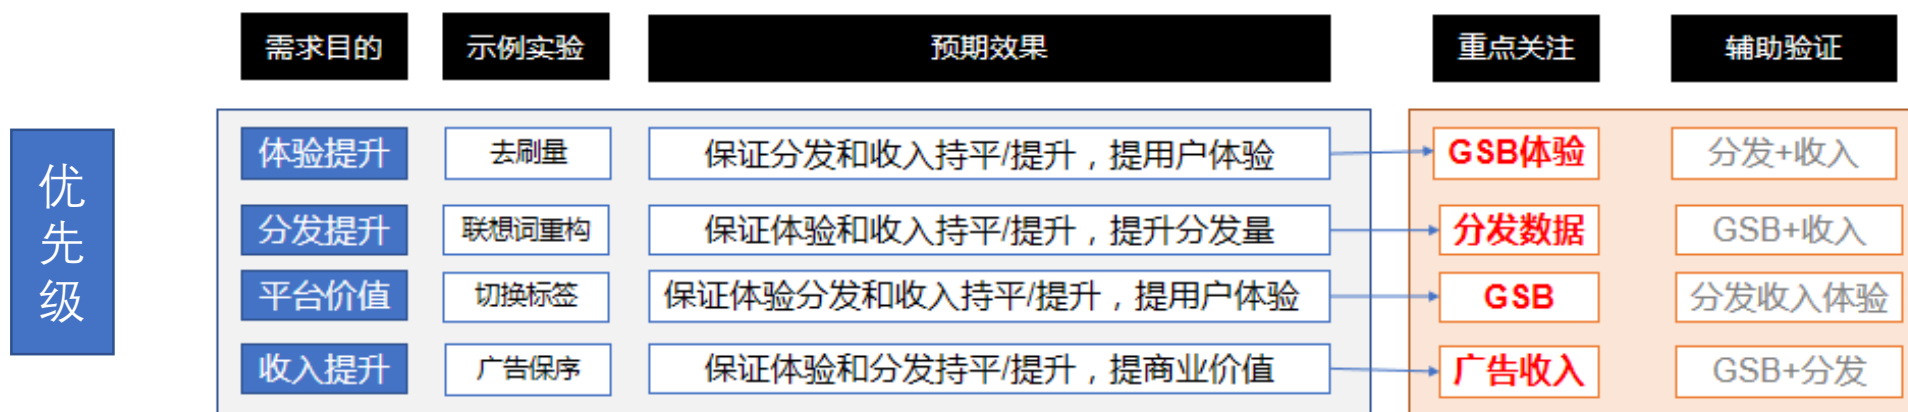 需求目的 示例实验 预期效果 重点关注 辅助验证
优先级
体验提升 去刷量 保证分发和收入持平/提升，提用户体验 GSB体验 分发+收入
分发提升 联想词重构 保证体验和收入持平/提升，提升分发量 分发数据 GSB+收入
平台价值 切换标签 保证体验分发和收入持平/提升，提用户体验 GSB 分发收入体验
收入提升 广告保序 保证体验和分发持平/提升，提商业价值 广告收入 GSB+分发